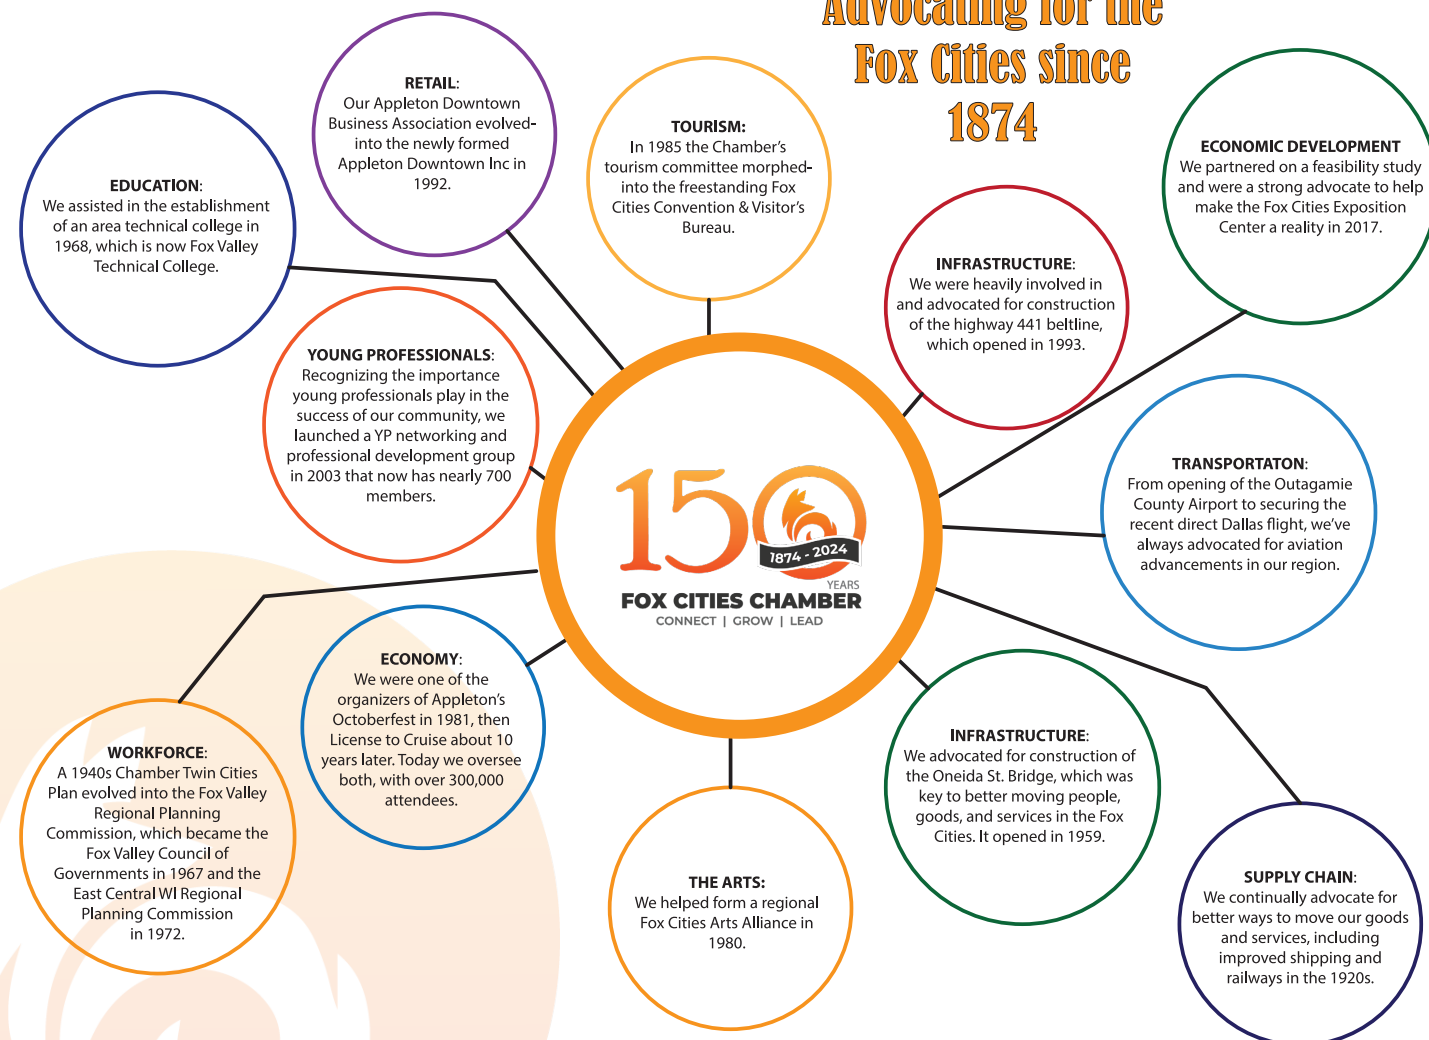 Advocating for the
Fox Cities since
1874
EDUCATION:
We assisted in the establishment
of an area technical college in
1968, which is now Fox Valley
Technical College.
RETAIL:
Our Appleton Downtown
Business Association evolved-
into the newly formed
Appleton Downtown Inc in
1992.
TOURISM:
In 1985 the Chamber's
tourism committee morphed-
into the freestanding Fox
Cities Convention & Visitor's
Bureau.
INFRASTRUCTURE:
We were heavily involved in
and advocated for construction
of the highway 441 beltline,
which opened in 1993.
ECONOMIC DEVELOPMENT
We partnered on a feasibility study
and were a strong advocate to help
make the Fox Cities Exposition
Center a reality in 2017.
YOUNG PROFESSIONALS:
Recognizing the importance
young professionals play in the
success of our community, we
launched a YP networking and
professional development group
in 2003 that now has nearly 700
members.
150
1874 - 2024
YEARS
FOX CITIES CHAMBER
CONNECT | GROW | LEAD
TRANSPORTATON:
From opening of the Outagamie
County Airport to securing the
recent direct Dallas flight, we've
always advocated for aviation
advancements in our region.
WORKFORCE:
A 1940s Chamber Twin Cities
Plan evolved into the Fox Valley
Regional Planning
Commission, which became the
Fox Valley Council of
Governments in 1967 and the
East Central WI Regional
Planning Commission
in 1972.
ECONOMY:
We were one of the
organizers of Appleton's
Octoberfest in 1981, then
License to Cruise about 10
years later. Today we oversee
both, with over 300,000
attendees.
THE ARTS:
We helped form a regional
Fox Cities Arts Alliance in
1980.
INFRASTRUCTURE:
We advocated for construction of
the Oneida St. Bridge, which was
key to better moving people,
goods, and services in the Fox
Cities. It opened in 1959.
SUPPLY CHAIN:
We continually advocate for
better ways to move our goods
and services, including
improved shipping and
railways in the 1920s.